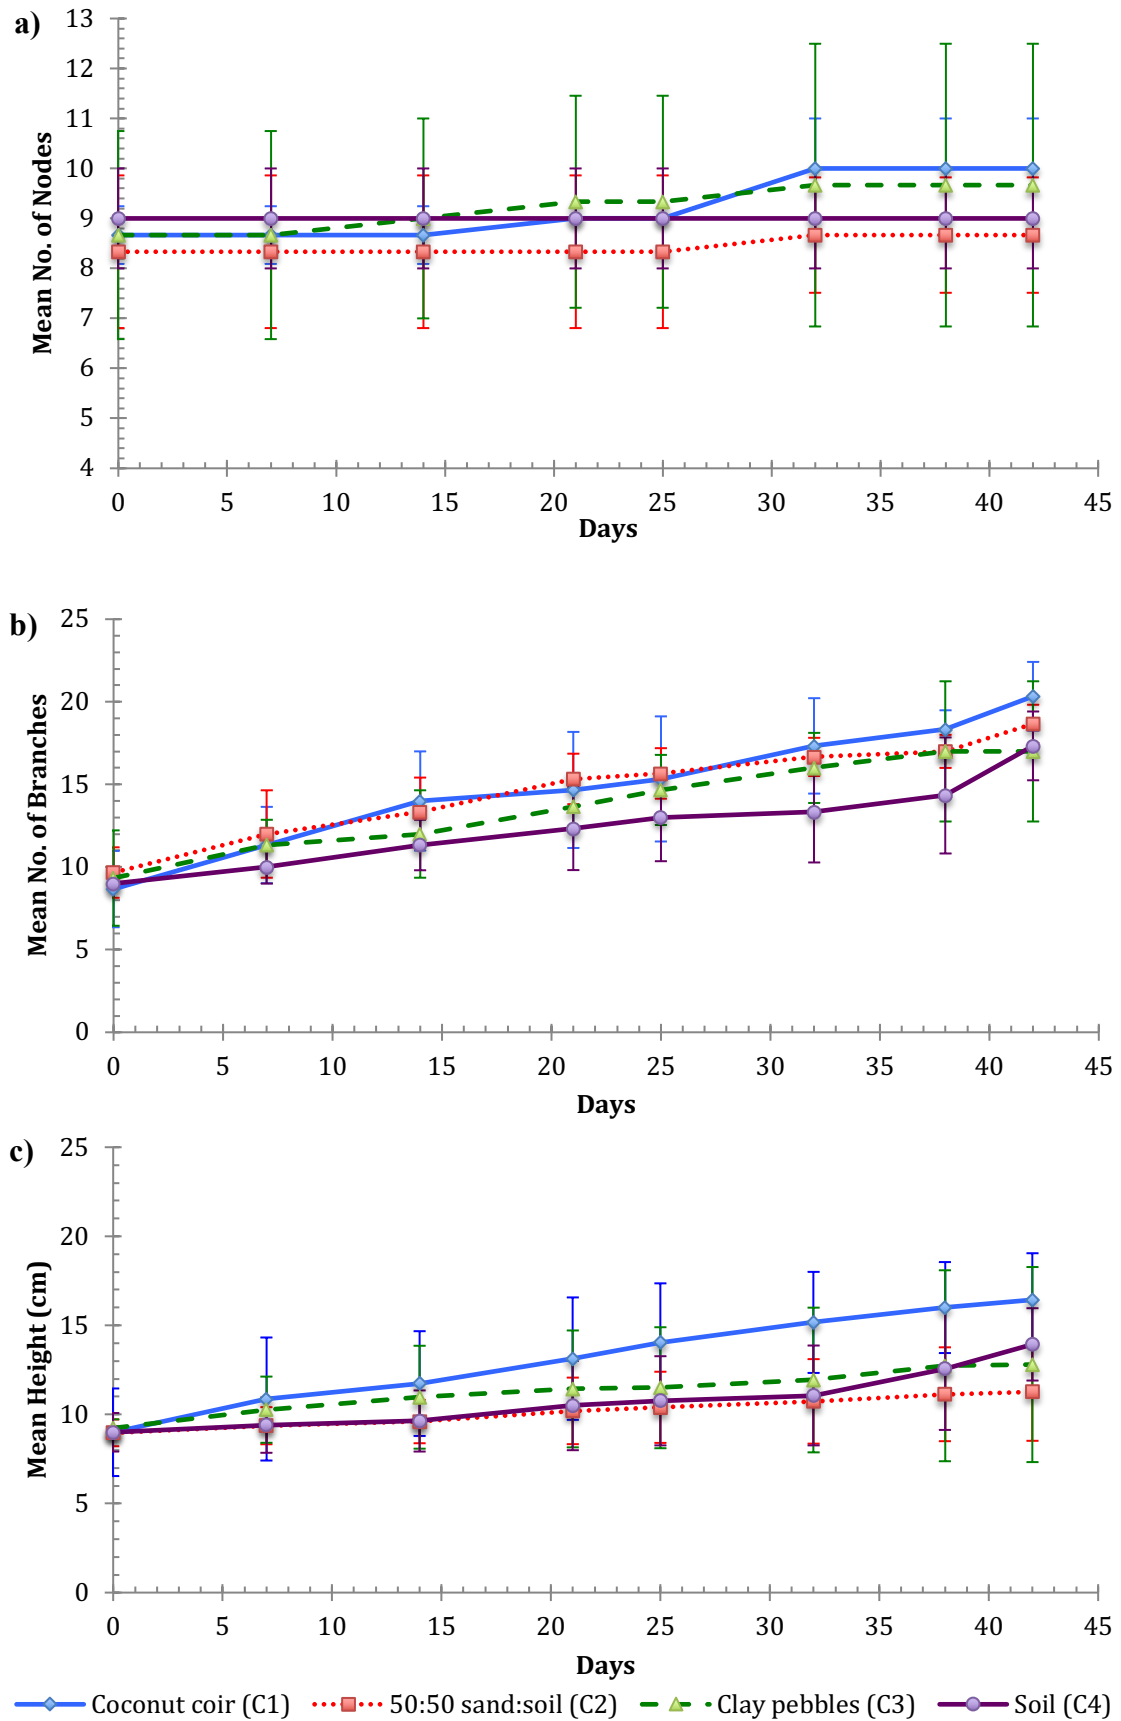 a)
13
12
11
10
9
8
7
6
5
4
Mean No. of Nodes
0 5 10 15 20 25 30 35 40 45
Days
b)
25
20
15
10
5
0
Mean No. of Branches
0 5 10 15 20 25 30 35 40 45
Days
c)
25
20
15
10
5
0
Mean Height (cm)
0 5 10 15 20 25 30 35 40 45
Days
Coconut coir (C1) 50:50 sand:soil (C2) Clay pebbles (C3) Soil (C4)